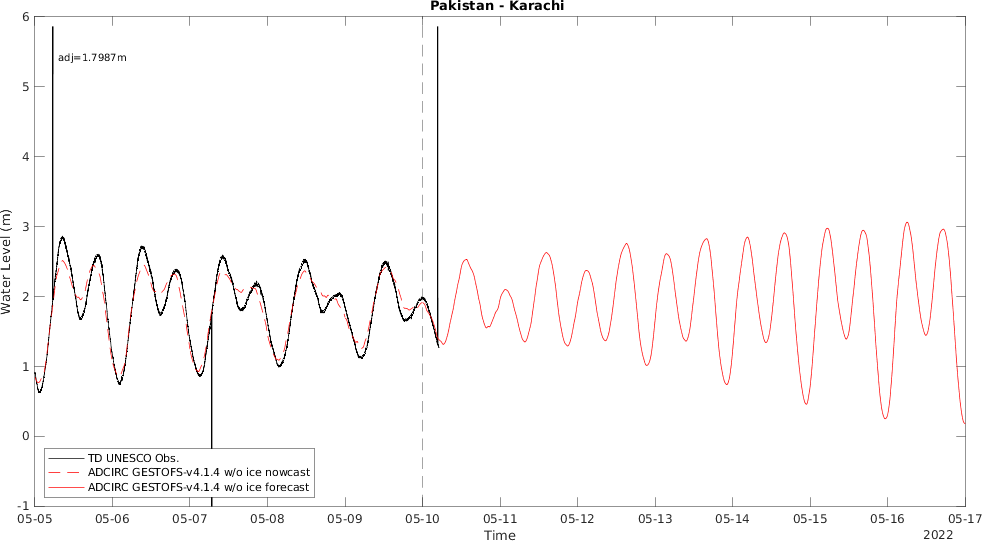 Pakistan - Karachi
adj=1.7987m
Water Level (m)
6
5
4
3
2
1
0
-1
TD UNESCO Obs.
ADCIRC GESTOFS-v4.1.4 w/o ice nowcast
ADCIRC GESTOFS-v4.1.4 w/o ice forecast
05-05 05-06 05-07 05-08 05-09 05-10 05-11 05-12 05-13 05-14 05-15 05-16 05-17
Time
2022